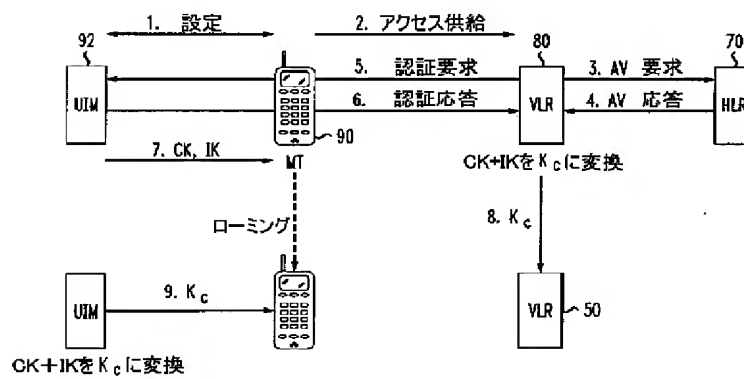 1. 設定
2. アクセス供給
92
80
70
5. 認証要求
3. AV 要求
UIM
VLR
HLR
6. 認証応答
4. AV 応答
90
7. CK, IK
MT
CK+IKをKcに変換
ローミング
8. Kc
UIM
9. Kc
VLR
50
CK+IKをKcに変換